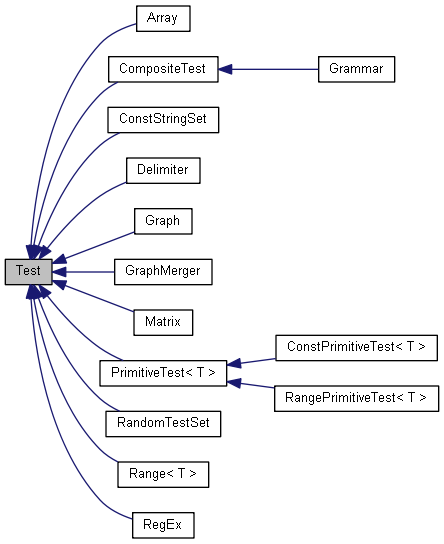 Array
CompositeTest
Grammar
ConstStringSet
Delimiter
Graph
Test
GraphMerger
Matrix
ConstPrimitiveTest< T >
PrimitiveTest< T >
RangePrimitiveTest< T >
RandomTestSet
Range< T >
RegEx